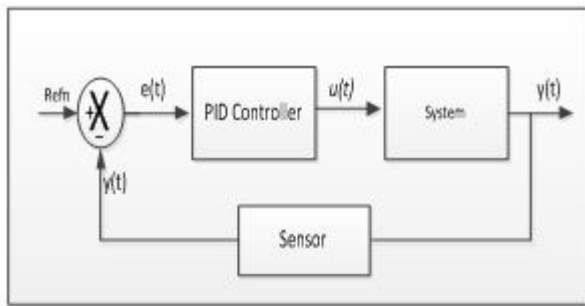 Refn
+
−
e(t)
PID Controller
u(t)
System
y(t)
y(t)
Sensor